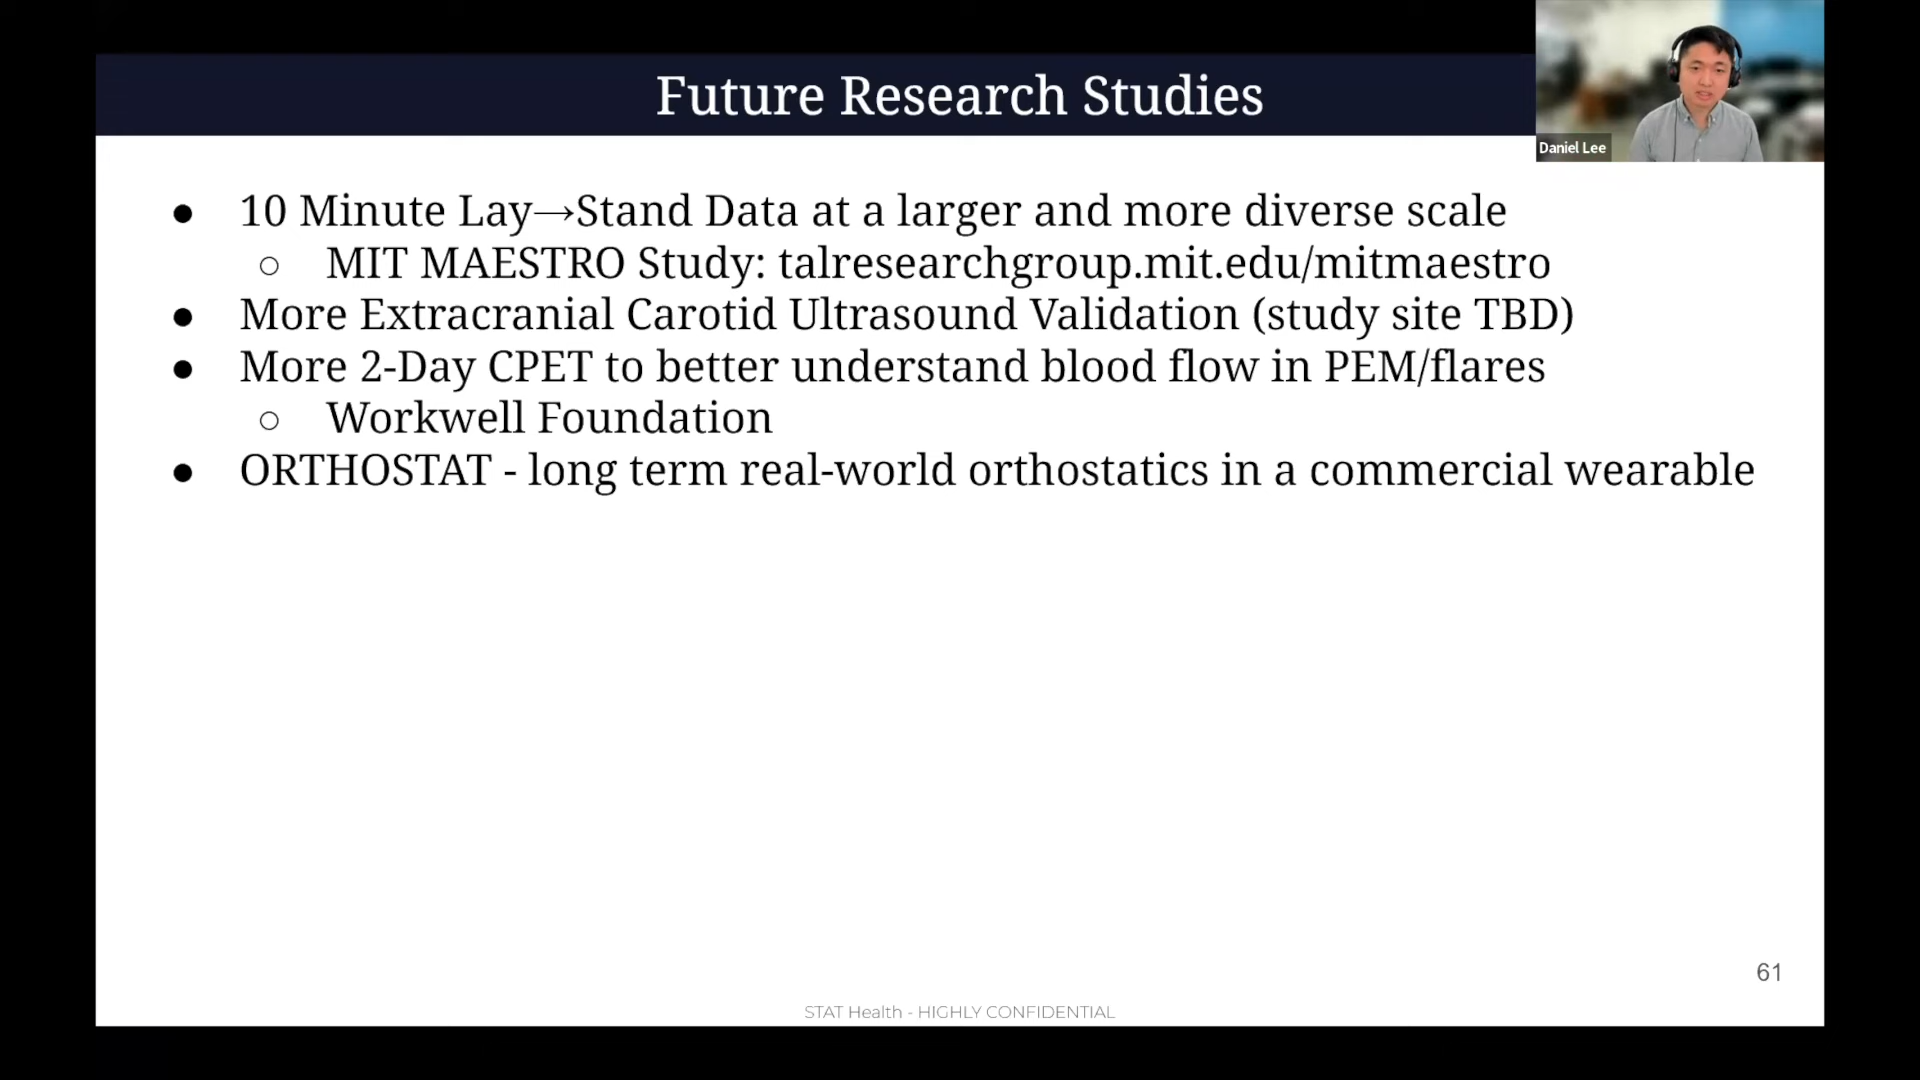 Future Research Studies
Daniel Lee
● 10 Minute Lay→Stand Data at a larger and more diverse scale
○ MIT MAESTRO Study: talresearchgroup.mit.edu/mitmaestro
● More Extracranial Carotid Ultrasound Validation (study site TBD)
● More 2-Day CPET to better understand blood flow in PEM/flares
○ Workwell Foundation
● ORTHOSTAT - long term real-world orthostatics in a commercial wearable
61
STAT Health - HIGHLY CONFIDENTIAL